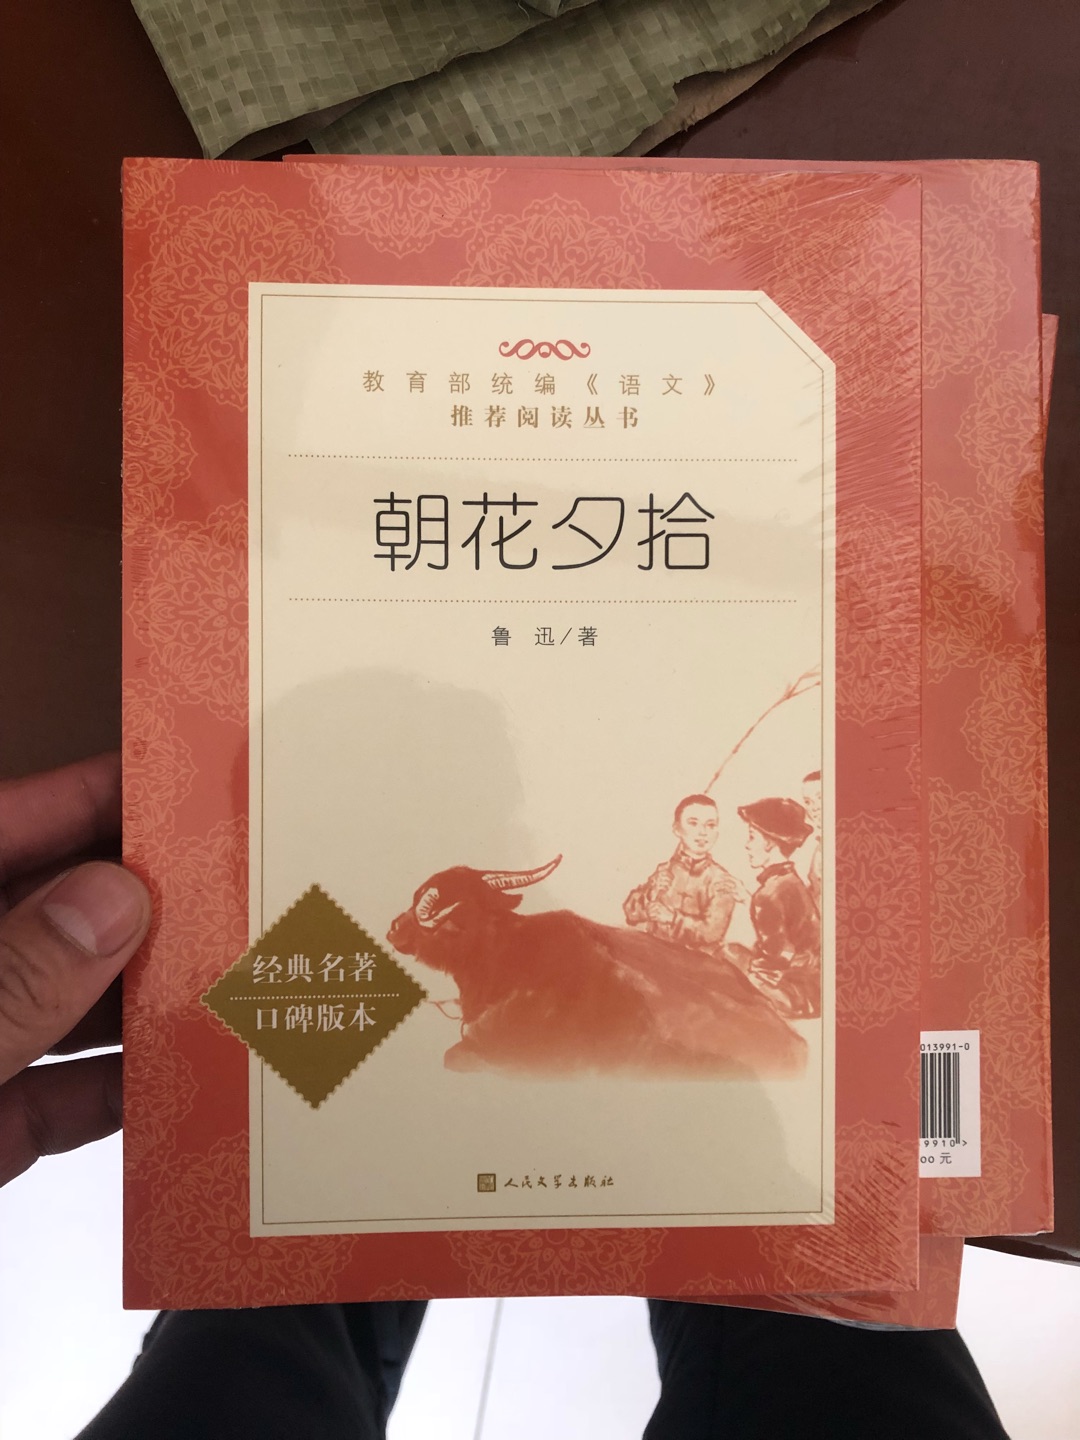 教育部统编《语文》
推荐阅读丛书
朝花夕拾
鲁 迅/著
经典名著
口碑版本
人民文学出版社
013991-0
9910>
00元